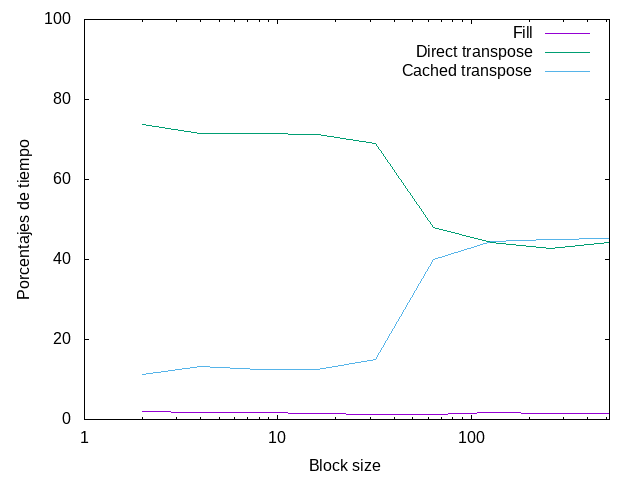 100
80
60
40
20
0
Porcentajes de tiempo
Fill
Direct transpose
Cached transpose
1
10
100
Block size